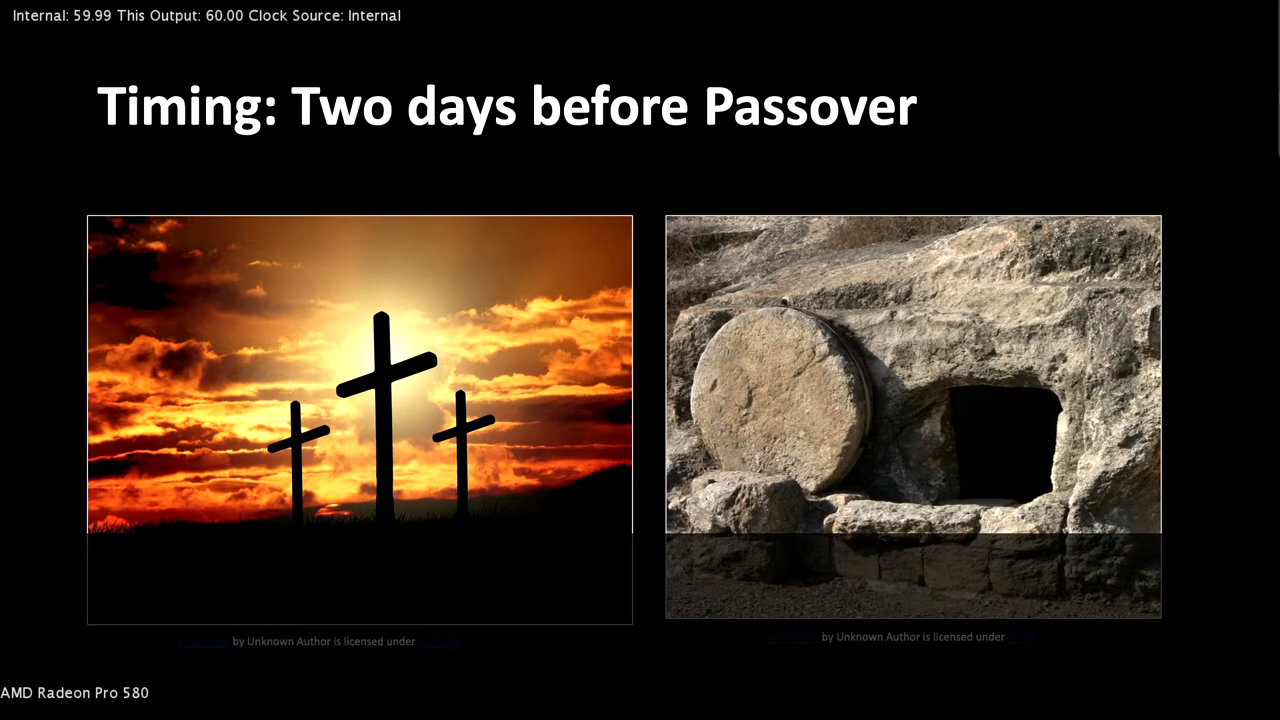 Internal: 59.99 This Output: 60.00 Clock Source: Internal
Timing: Two days before Passover
by Unknown Author is licensed under
by Unknown Author is licensed under
AMD Radeon Pro 580